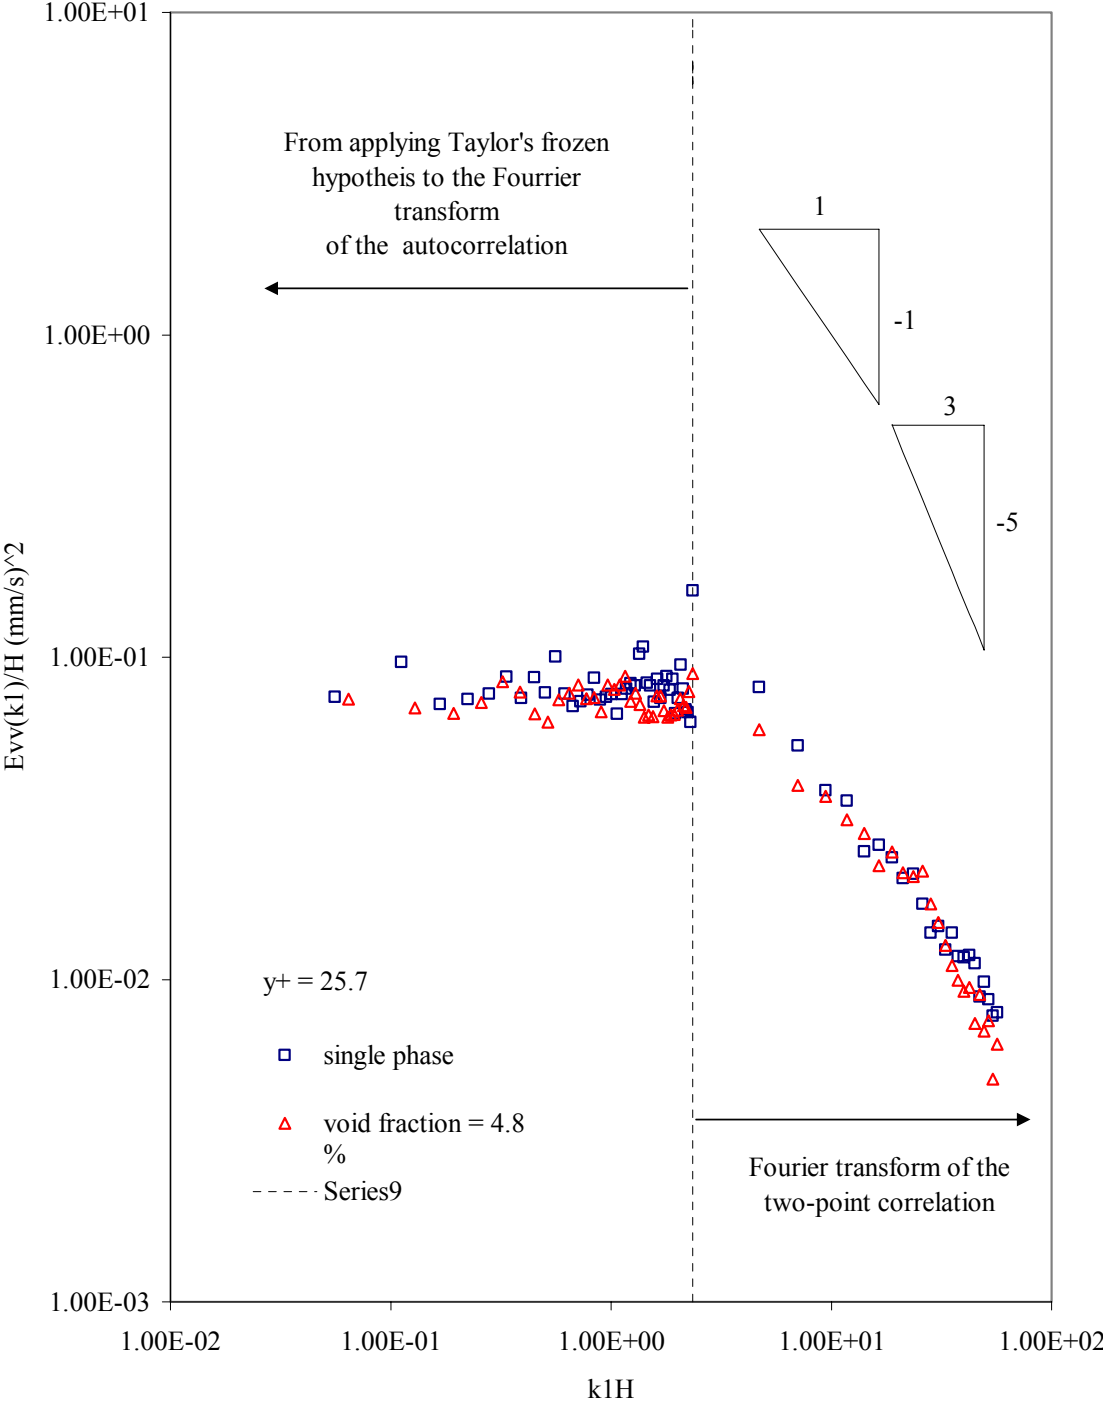 1.00E+01
From applying Taylor's frozen
hypotheis to the Fourrier
transform
of the autocorrelation
1
-1
1.00E+00
3
-5
1.00E-01
Evv(k1)/H (mm/s)^2
1.00E-02
y+ = 25.7
single phase
void fraction = 4.8
%
Series9
Fourier transform of the
two-point correlation
1.00E-03
1.00E-02 1.00E-01 1.00E+00 1.00E+01 1.00E+02
k1H